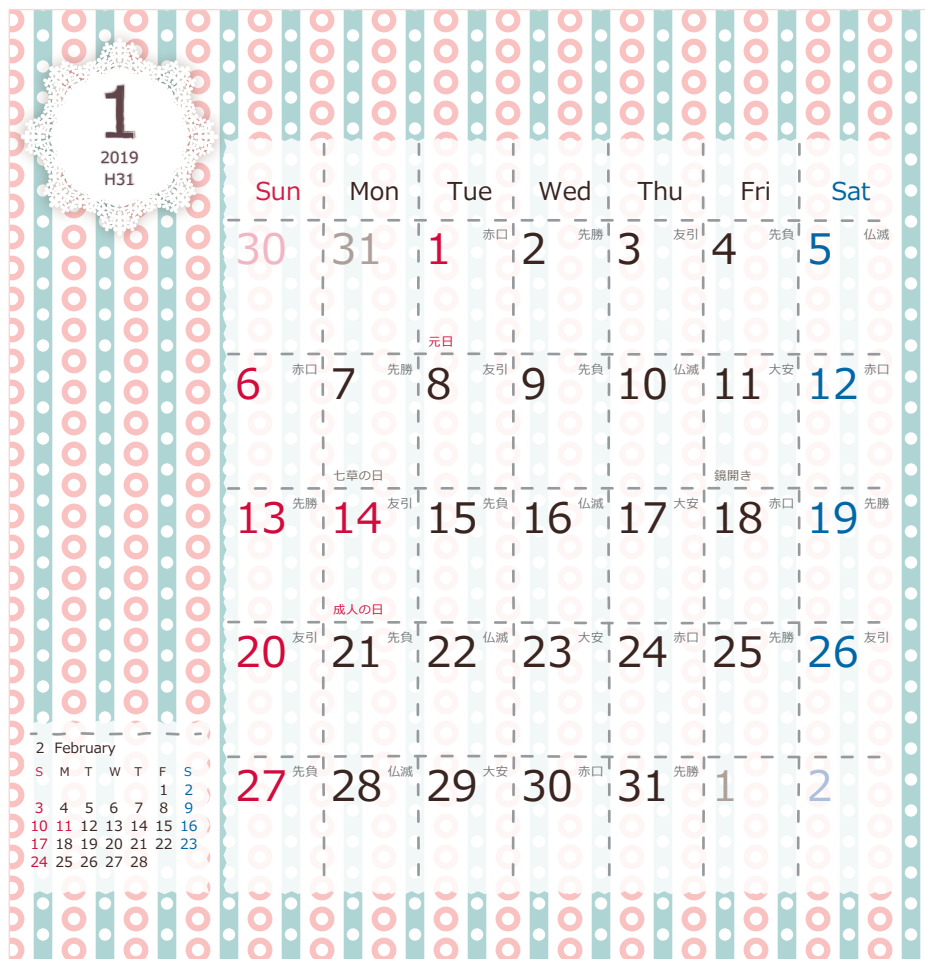 1
2019
H31
Sun Mon Tue Wed Thu Fri Sat
30 31 1 赤口 2 先勝 3 友引 4 先負 5 仏滅
元日
6 赤口 7 先勝 8 友引 9 先負 10 仏滅 11 大安 12 赤口
七草の日 鏡開き
13 先勝 14 友引 15 先負 16 仏滅 17 大安 18 赤口 19 先勝
成人の日
20 友引 21 先負 22 仏滅 23 大安 24 赤口 25 先勝 26 友引
27 先負 28 仏滅 29 大安 30 赤口 31 先勝 1 2
2 February
S M T W T F S
1 2
3 4 5 6 7 8 9
10 11 12 13 14 15 16
17 18 19 20 21 22 23
24 25 26 27 28